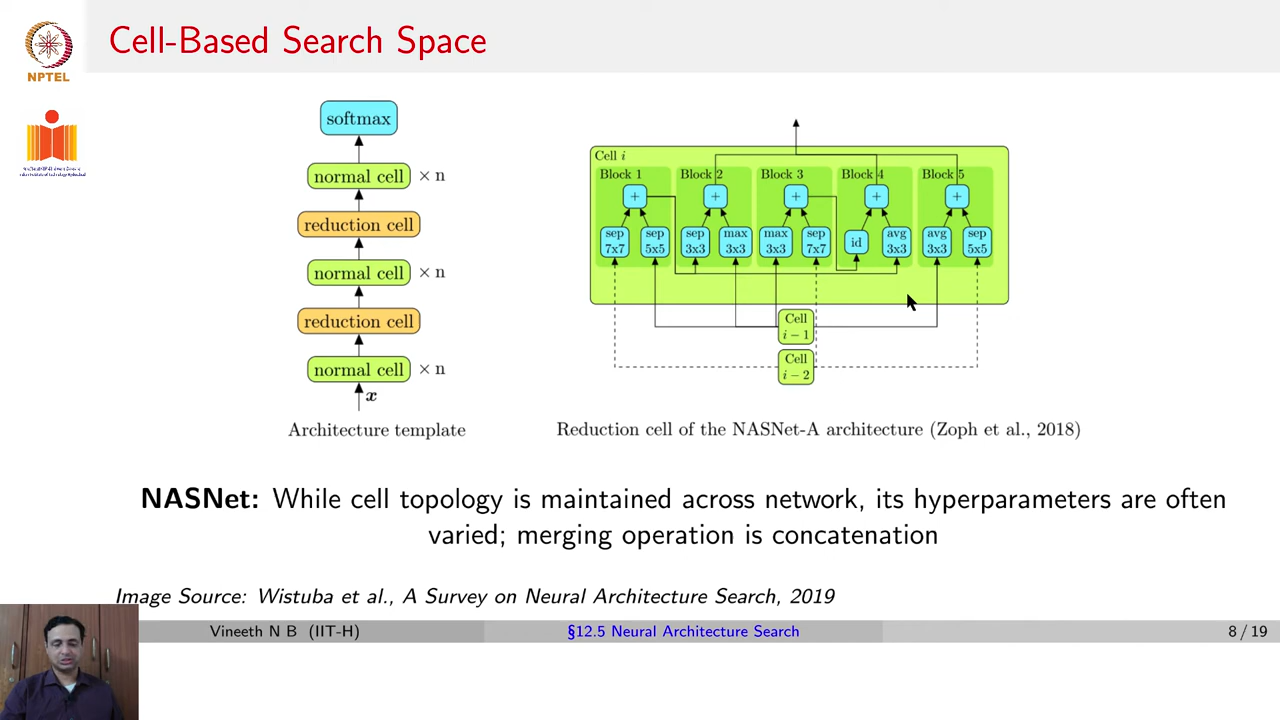 Cell-Based Search Space
NPTEL
softmax
normal cell × n
reduction cell
normal cell × n
reduction cell
normal cell × n
x
Architecture template
Cell i
Block 1 Block 2 Block 3 Block 4 Block 5
+ + + + +
sep 7x7 sep 5x5 sep 3x3 max 3x3 max 3x3 sep 7x7 id avg 3x3 avg 3x3 sep 5x5
Cell i − 1
Cell i − 2
Reduction cell of the NASNet-A architecture (Zoph et al., 2018)
NASNet: While cell topology is maintained across network, its hyperparameters are often
varied; merging operation is concatenation
Image Source: Wistuba et al., A Survey on Neural Architecture Search, 2019
Vineeth N B (IIT-H) §12.5 Neural Architecture Search 8 / 19